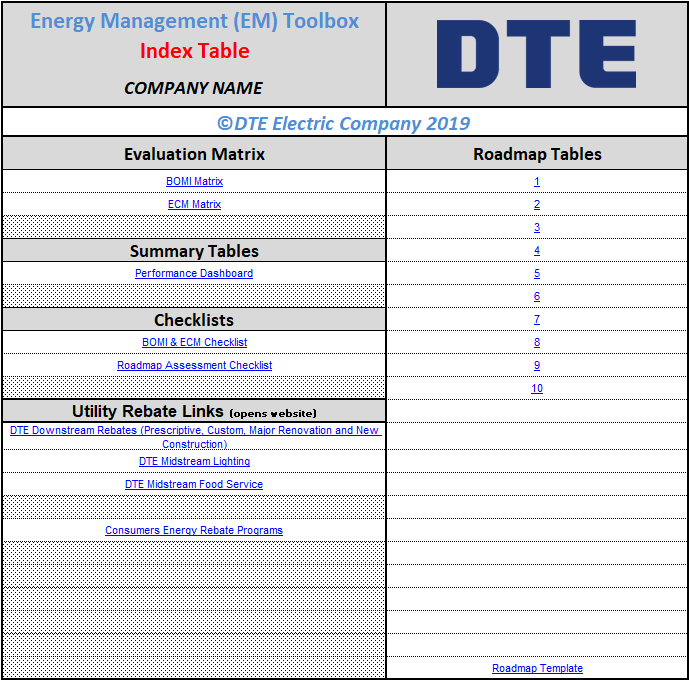 Energy Management (EM) Toolbox
Index Table
COMPANY NAME
DTE
©DTE Electric Company 2019
Evaluation Matrix
BOMI Matrix
ECM Matrix
Summary Tables
Performance Dashboard
Checklists
BOMI & ECM Checklist
Roadmap Assessment Checklist
Utility Rebate Links (opens website)
DTE Downstream Rebates (Prescriptive, Custom, Major Renovation and New
Construction)
DTE Midstream Lighting
DTE Midstream Food Service
Consumers Energy Rebate Programs
Roadmap Tables
1
2
3
4
5
6
7
8
9
10
Roadmap Template